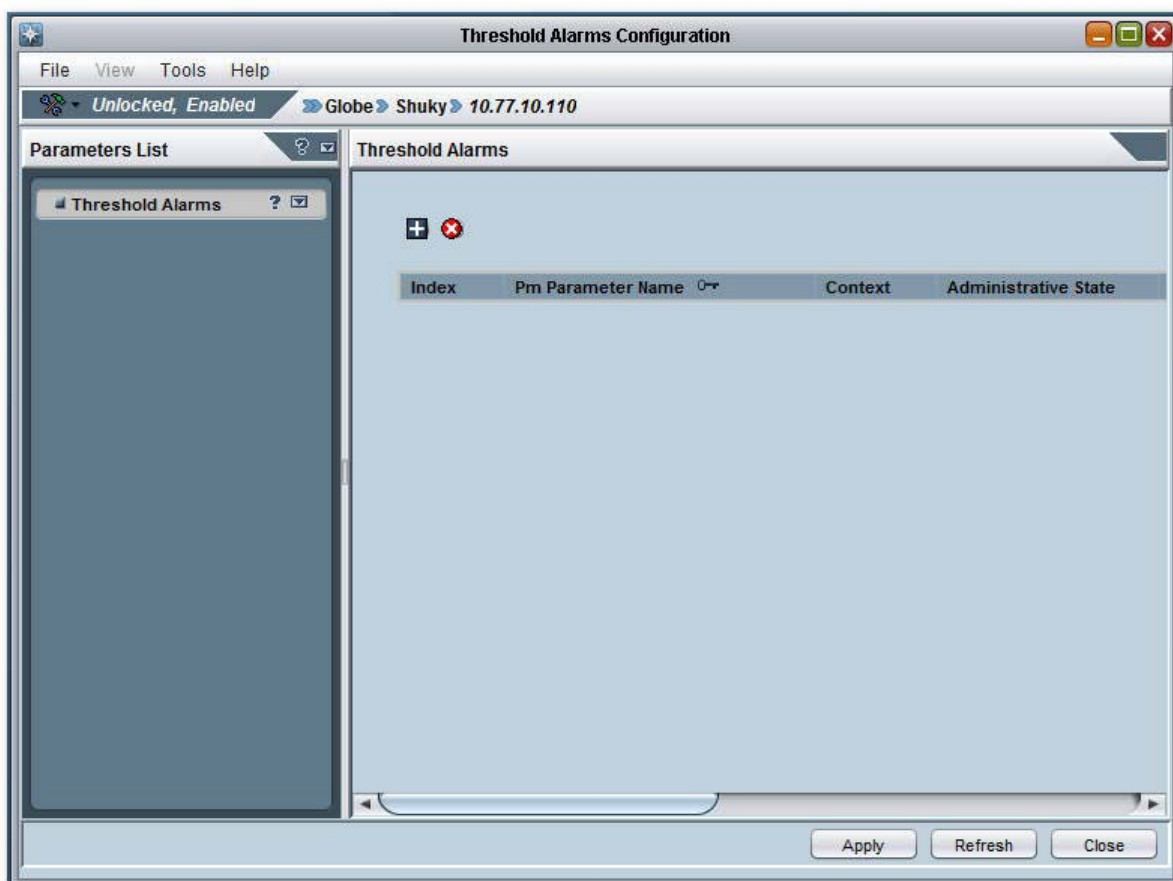 Threshold Alarms Configuration
File View Tools Help
Unlocked, Enabled Globe Shuky 10.77.10.110
Parameters List ?
Threshold Alarms
Threshold Alarms ?
Index Pm Parameter Name Context Administrative State
Apply Refresh Close